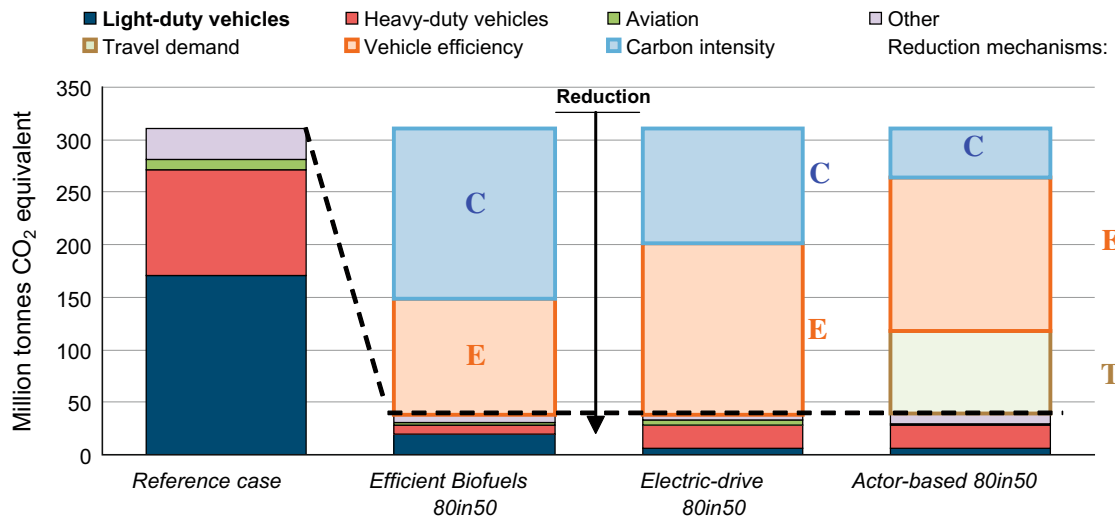 Light-duty vehicles Heavy-duty vehicles Aviation Other
Travel demand Vehicle efficiency Carbon intensity Reduction mechanisms:
Million tonnes CO₂ equivalent
350
300
250
200
150
100
50
0
Reduction
C
E
C
E
C
E
T
Reference case
Efficient Biofuels
80in50
Electric-drive
80in50
Actor-based 80in50